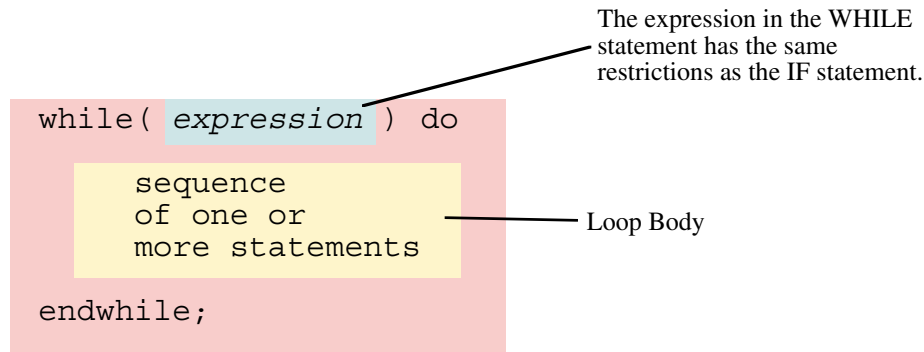 The expression in the WHILE
statement has the same
restrictions as the IF statement.
while( expression ) do
sequence
of one or
more statements
Loop Body
endwhile;